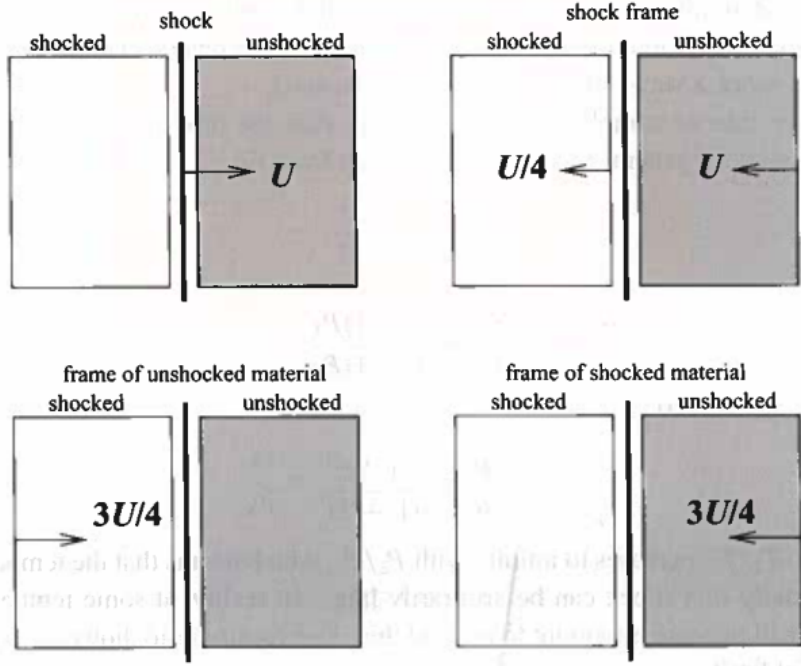 shock
shocked unshocked
U
shock frame
shocked unshocked
U/4 U
frame of unshocked material
shocked unshocked
3U/4
frame of shocked material
shocked unshocked
3U/4